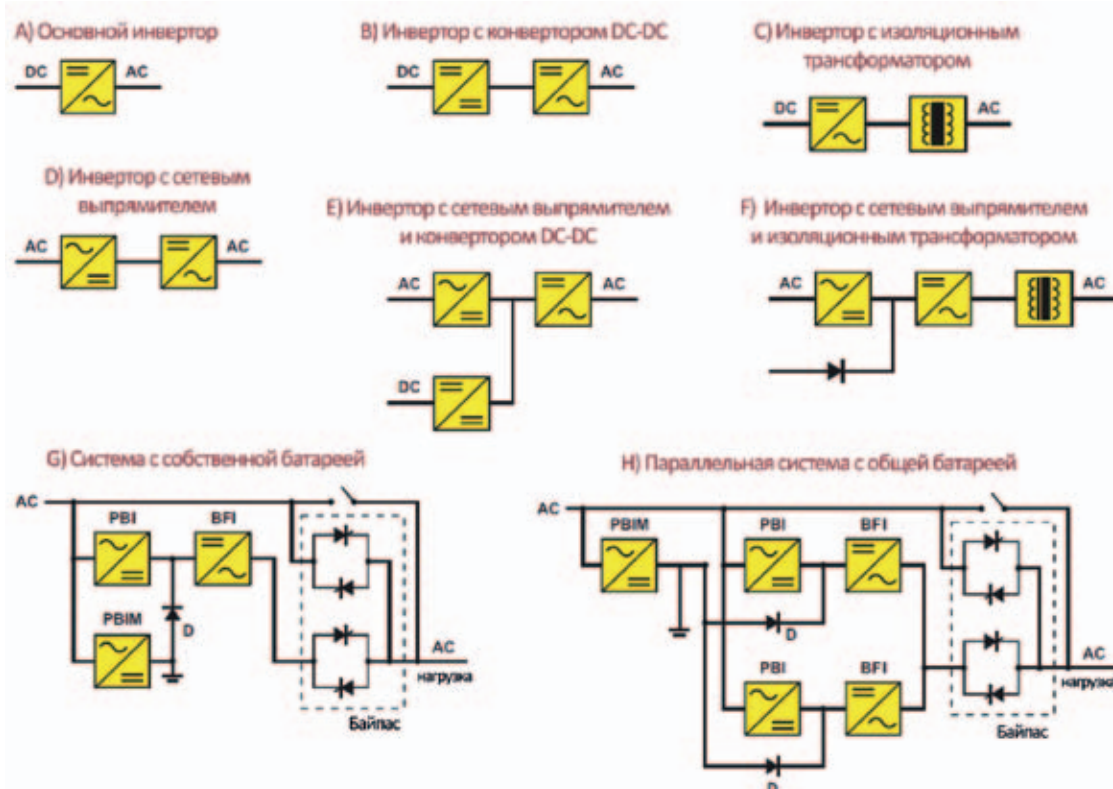 A) Основной инвертор
DC
AC
B) Инвертор с конвертором DC-DC
DC
AC
C) Инвертор с изоляционным
трансформатором
DC
AC
D) Инвертор с сетевым
выпрямителем
AC
AC
E) Инвертор с сетевым выпрямителем
и конвертором DC-DC
AC
AC
DC
F) Инвертор с сетевым выпрямителем
и изоляционным трансформатором
AC
AC
G) Система с собственной батареей
AC
PBI
BFI
PBIM
D
AC
нагрузка
Байпас
H) Параллельная система с общей батареей
AC
PBIM
PBI
BFI
D
PBI
BFI
AC
нагрузка
Байпас
D